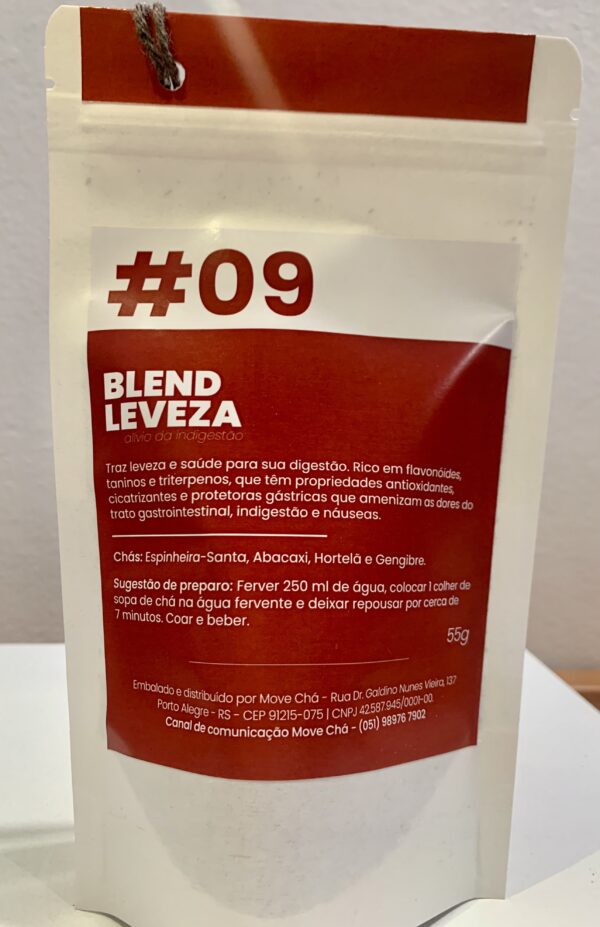 #09
BLEND
LEVEZA
alívio da indigestão
Traz leveza e saúde para sua digestão. Rico em flavonóides,
taninos e triterpenos, que têm propriedades antioxidantes,
cicatrizantes e protetoras gástricas que amenizam as dores do
trato gastrointestinal, indigestão e náuseas.
Chás: Espinheira-Santa, Abacaxi, Hortelã e Gengibre.
Sugestão de preparo: Ferver 250 ml de água, colocar 1 colher de
sopa de chá na água fervente e deixar repousar por cerca de
7 minutos. Coar e beber.
55g
Embalado e distribuído por Move Chá - Rua Dr. Galdino Nunes Vieira, 137
Porto Alegre - RS - CEP 91215-075 | CNPJ 42.587.945/0001-00.
Canal de comunicação Move Chá - (051) 98976 7902